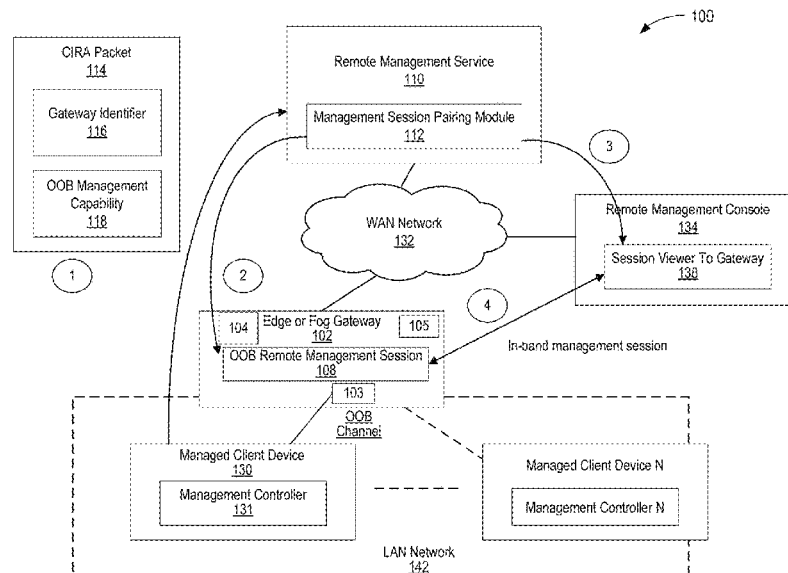 100
CIRA Packet
114
Gateway Identifier
116
OOB Management
Capability
118
1
Remote Management Service
110
Management Session Pairing Module
112
3
WAN Network
132
Remote Management Console
134
Session Viewer To Gateway
138
2
4
104
Edge or Fog Gateway
102
105
OOB Remote Management Session
108
103
In-band management session
OOB
Channel
Managed Client Device
130
Management Controller
131
Managed Client Device N
Management Controller N
LAN Network
142